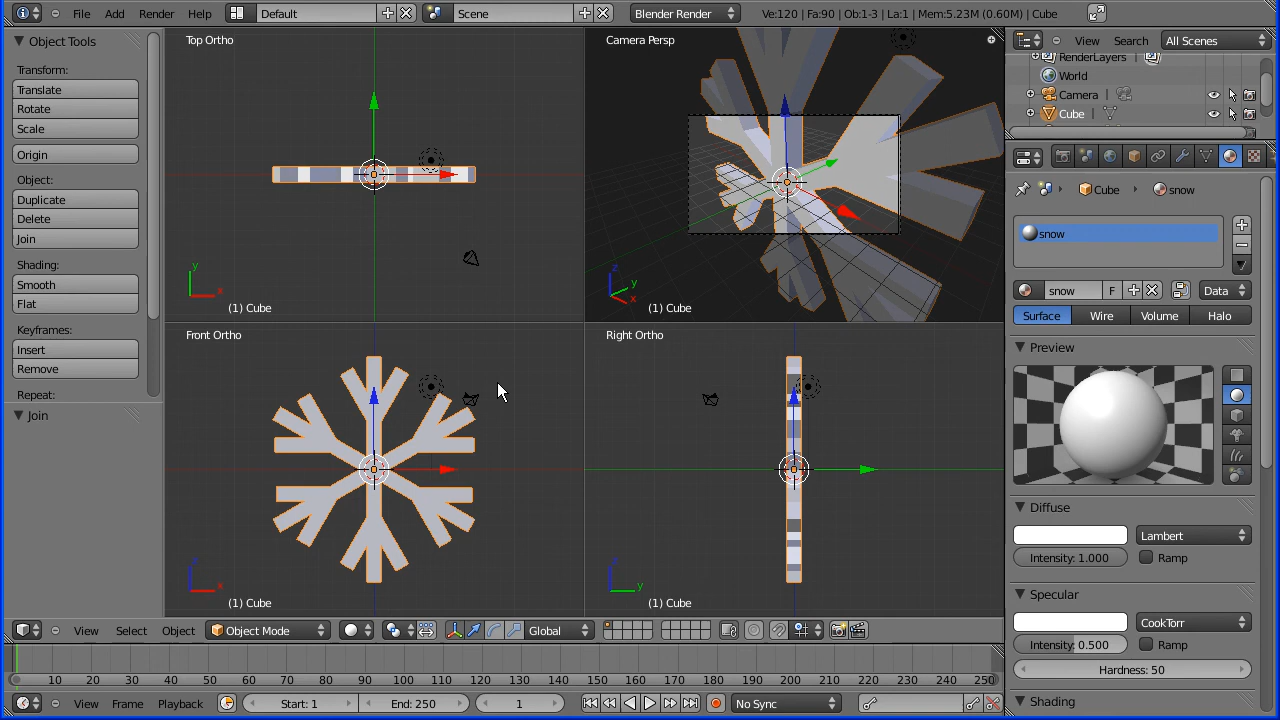 File Add Render Help Default Scene Blender Render Ve:120 | Fa:90 | Ob:1-3 | La:1 | Mem:5.23M (0.60M) | Cube
Object Tools
Transform:
Translate
Rotate
Scale
Origin
Object:
Duplicate
Delete
Join
Shading:
Smooth
Flat
Keyframes:
Insert
Remove
Repeat:
Join
Top Ortho
y
x
(1) Cube
Camera Persp
z
y
x
(1) Cube
Front Ortho
z
x
(1) Cube
Right Ortho
z
y
(1) Cube
View Select Object Object Mode Global
10 20 30 40 50 60 70 80 90 100 110 120 130 140 150 160 170 180 190 200 210 220 230 240 250
View Frame Playback Start: 1 End: 250 1 No Sync
View Search All Scenes
RenderLayers
World
Camera
Cube
Cube snow
snow
snow F Data
Surface Wire Volume Halo
Preview
Diffuse
Lambert
Intensity: 1.000 Ramp
Specular
CookTorr
Intensity: 0.500 Ramp
Hardness: 50
Shading